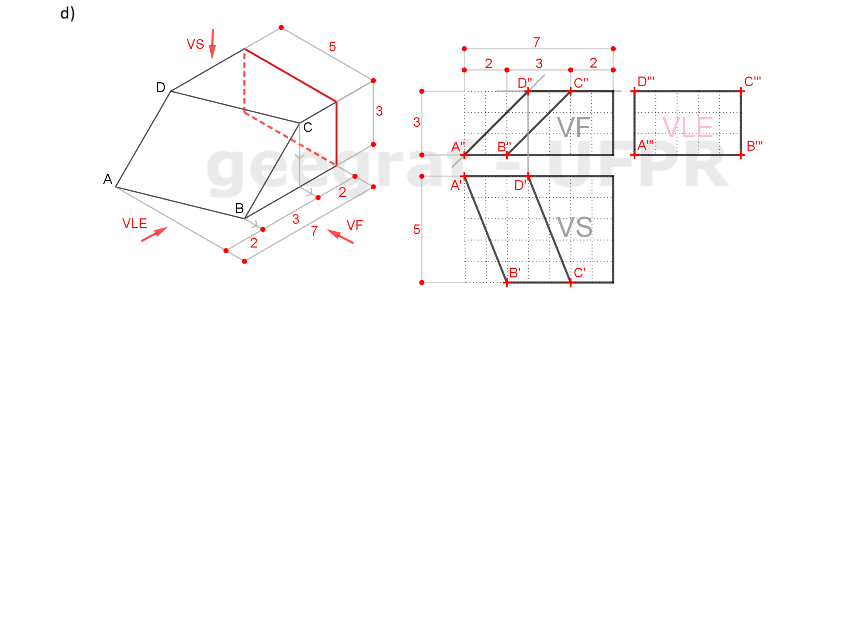 d)
VS
5
D
3
C
A
2
B
3
VLE
7
VF
2
7
2 3 2
D" C"
3
VF
A" B"
D''' C'''
VLE
A''' B'''
geegraf - UFPR
A' D'
5
VS
B' C'